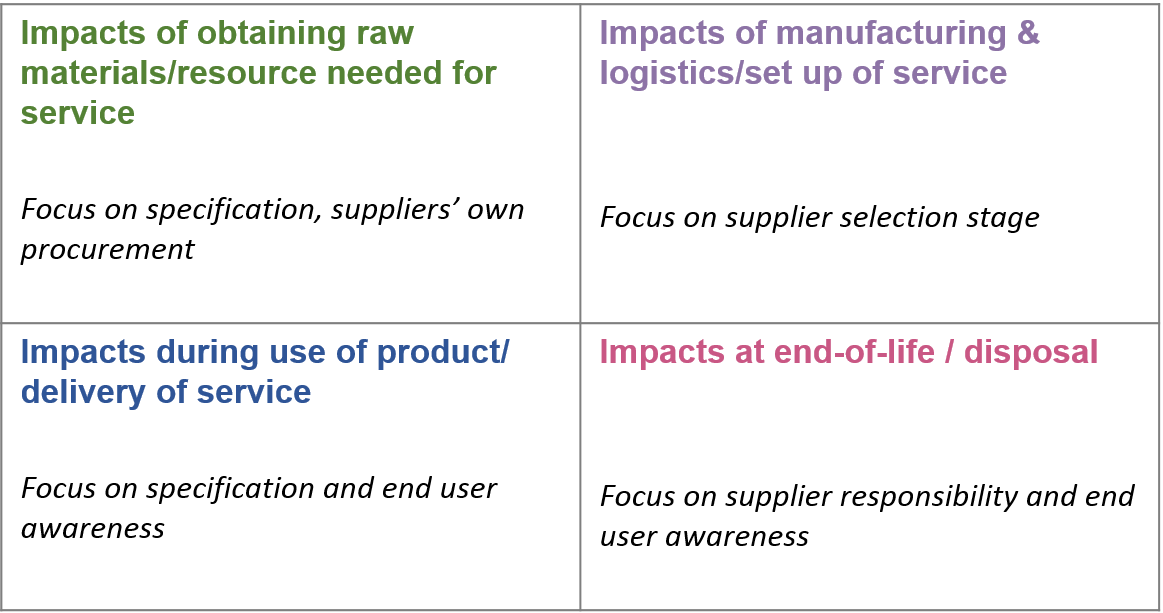 Impacts of obtaining raw
materials/resource needed for
service
Focus on specification, suppliers’ own
procurement
Impacts of manufacturing &
logistics/set up of service
Focus on supplier selection stage
Impacts during use of product/
delivery of service
Focus on specification and end user
awareness
Impacts at end-of-life / disposal
Focus on supplier responsibility and end
user awareness